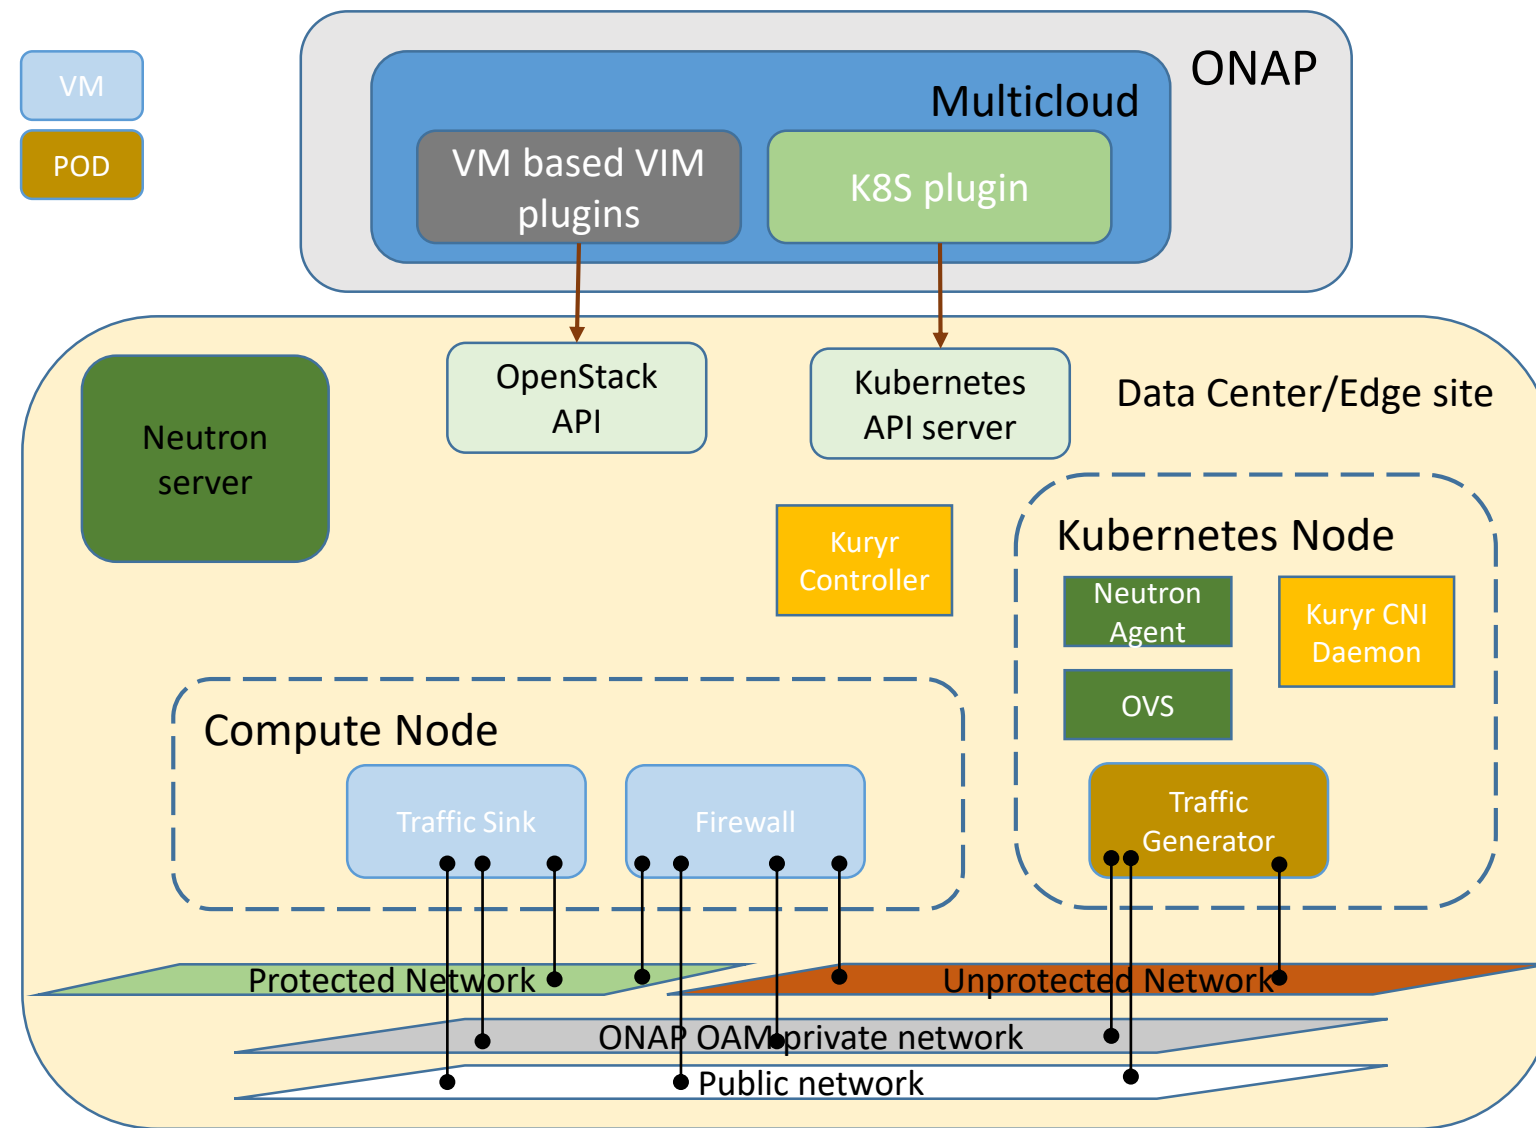 VM
POD
ONAP
Multicloud
VM based VIM
plugins
K8S plugin
OpenStack
API
Kubernetes
API server
Data Center/Edge site
Neutron
server
Kuryr
Controller
Kubernetes Node
Neutron
Agent
Kuryr CNI
Daemon
OVS
Compute Node
Traffic Sink
Firewall
Traffic
Generator
Protected Network
Unprotected Network
ONAP OAM private network
Public network